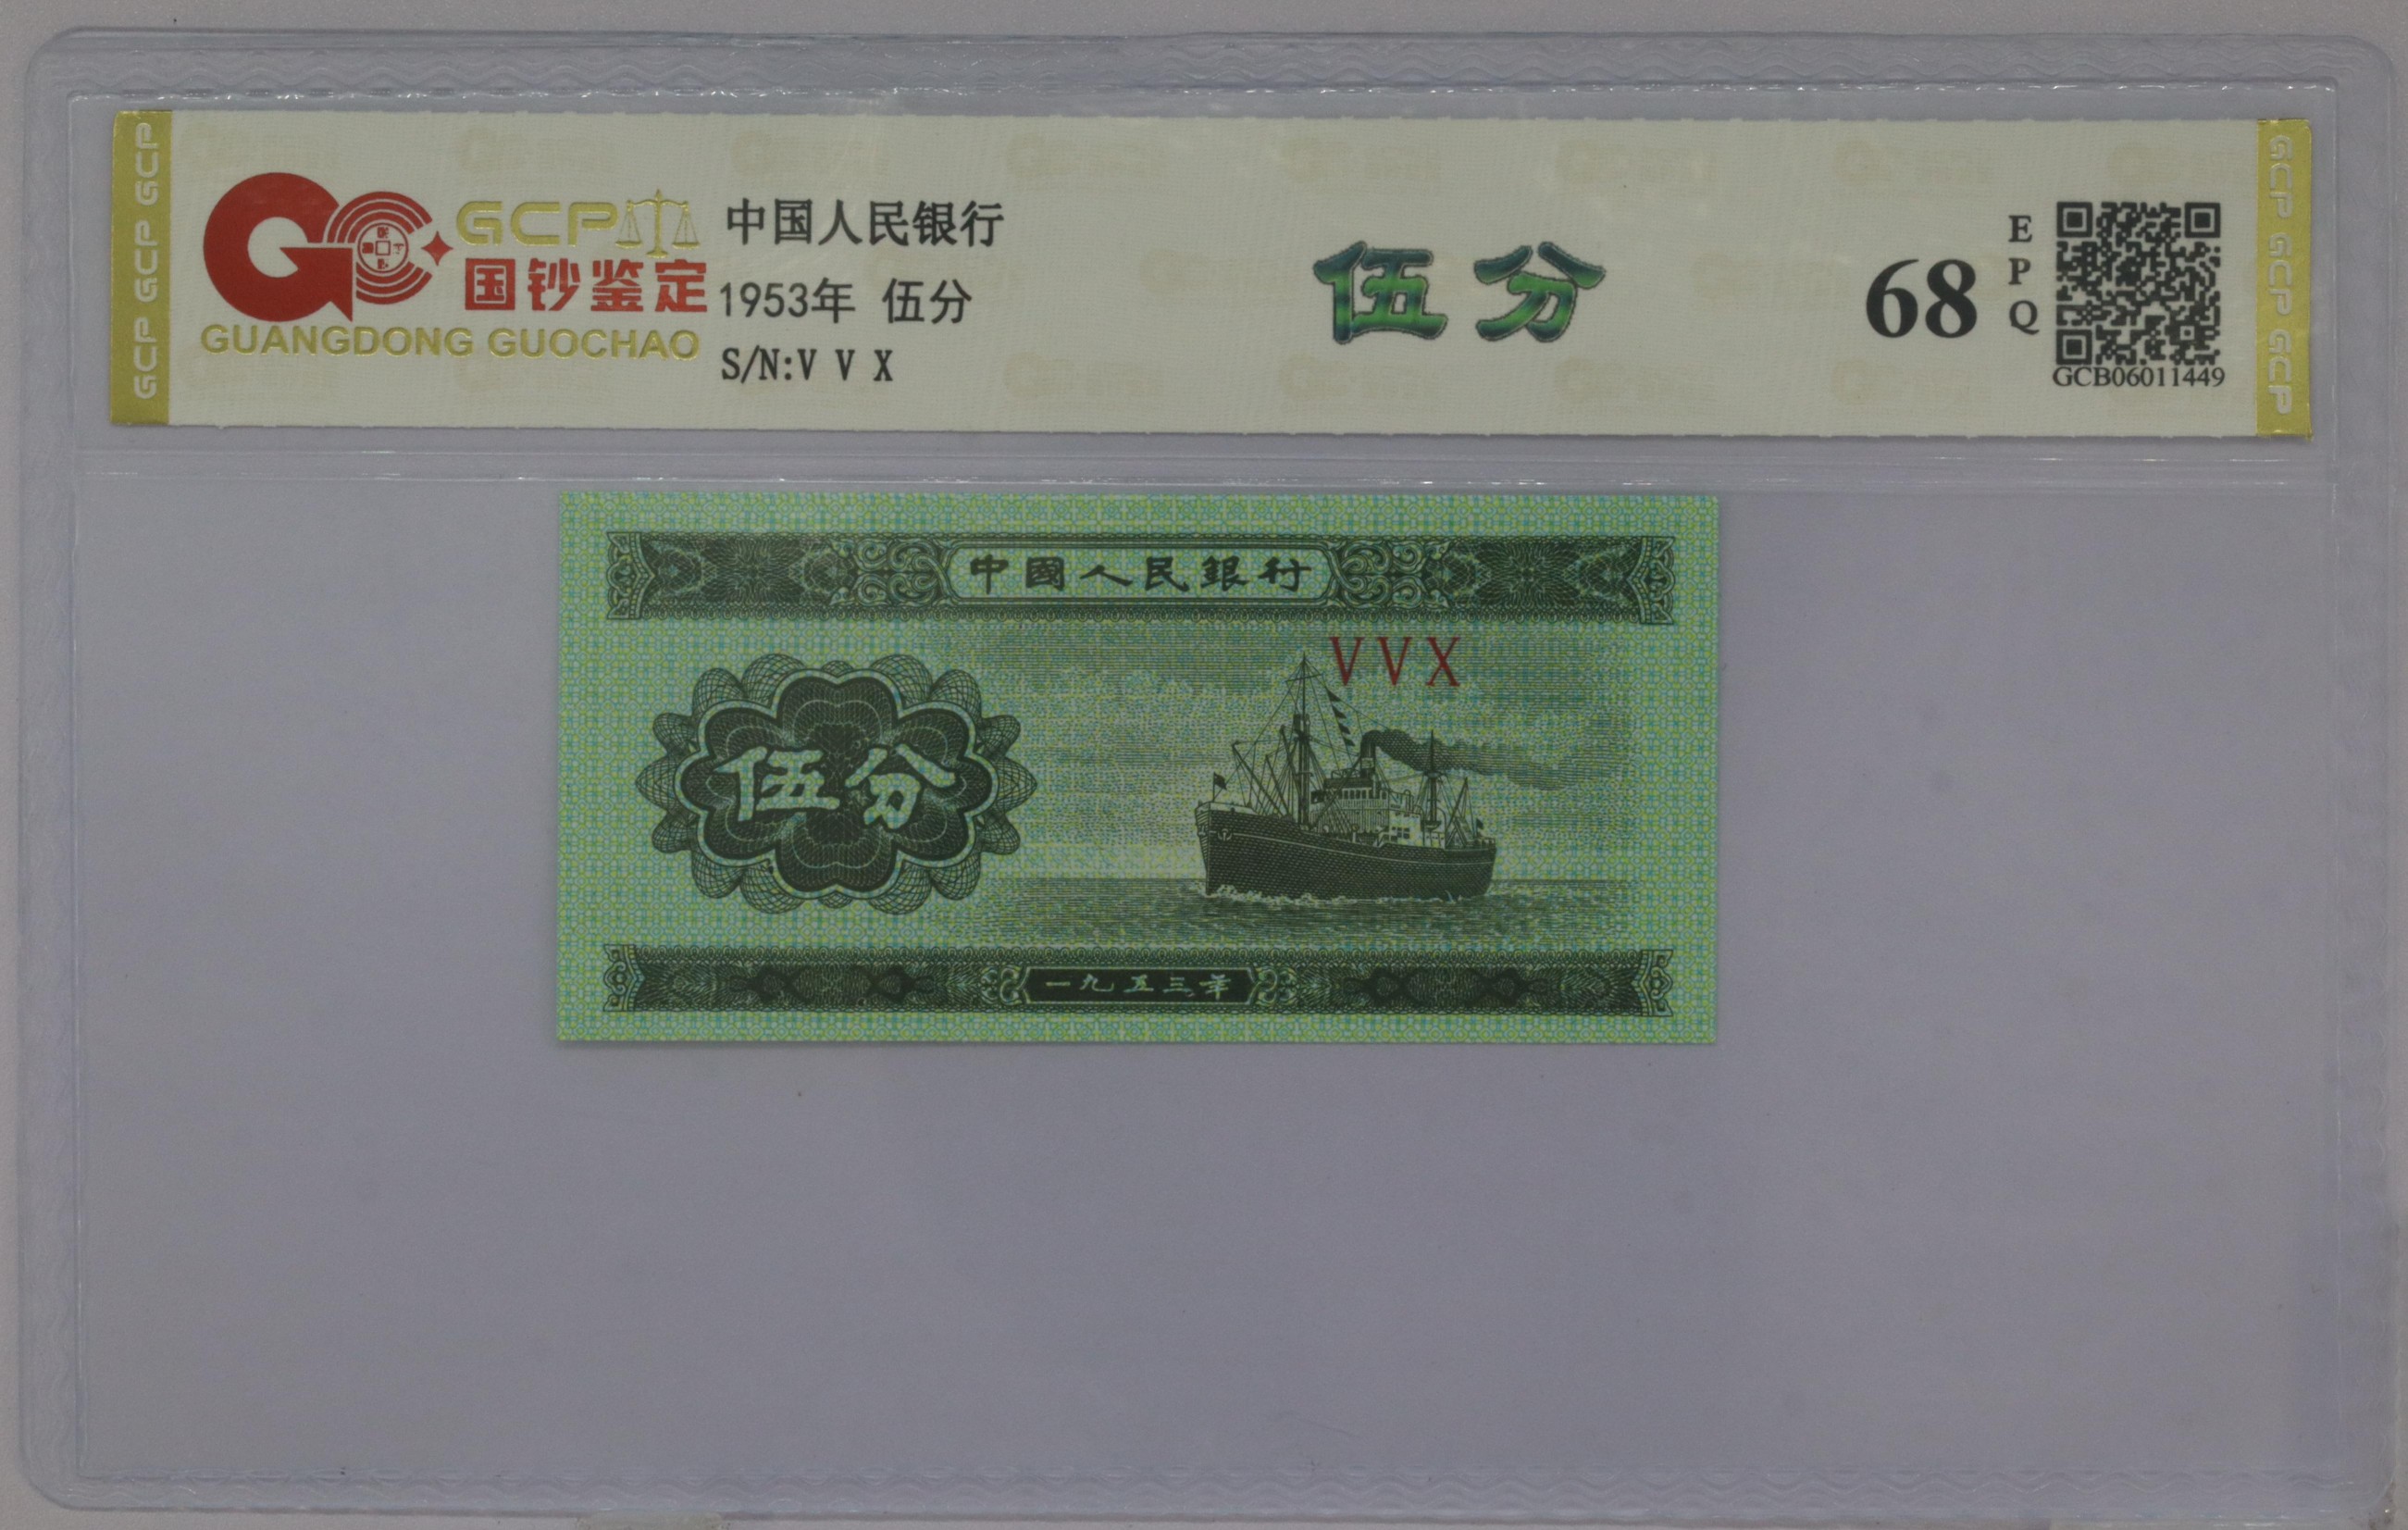 GCP GCP GCP
GCP
国钞鉴定
GUANGDONG GUOCHAO
中国人民银行
1953年 伍分
S/N:V V X
伍分
68
EPQ
GCB06011449
GCP GCP GCP
中國人民銀行
VVX
伍分
一九五三年